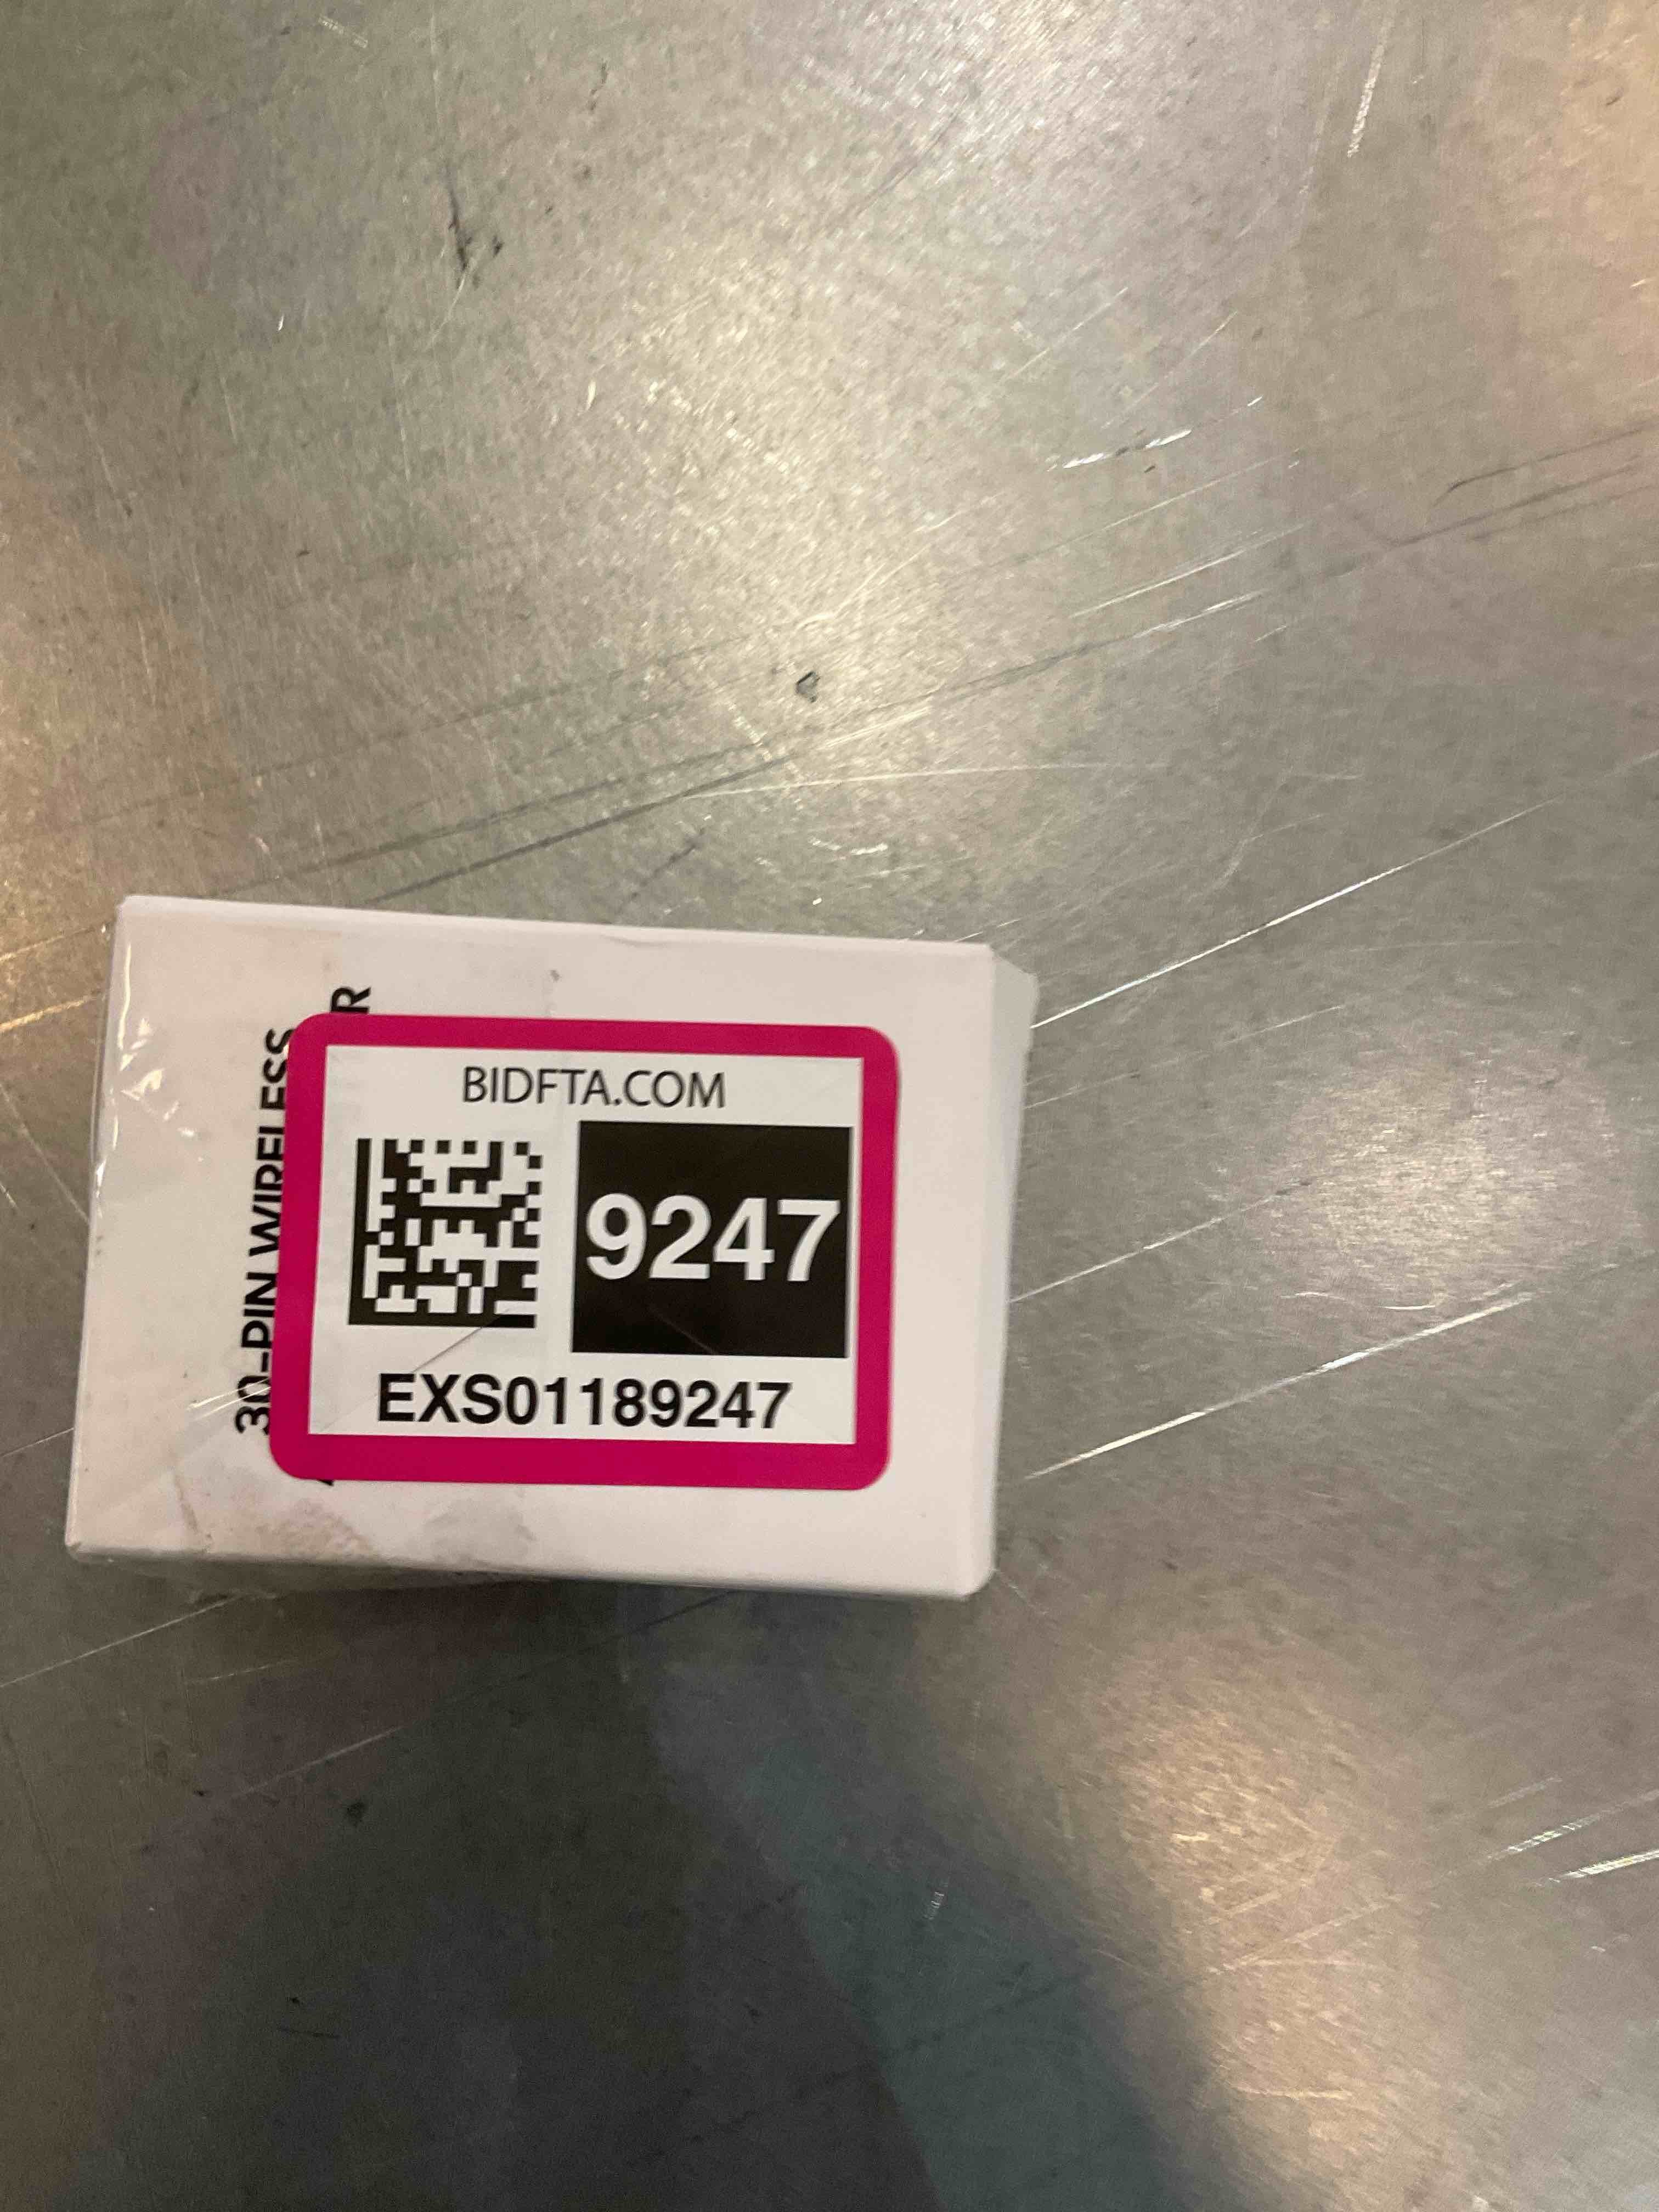 30-PIN WIRELESS
BIDFTA.COM
9247
EXS01189247